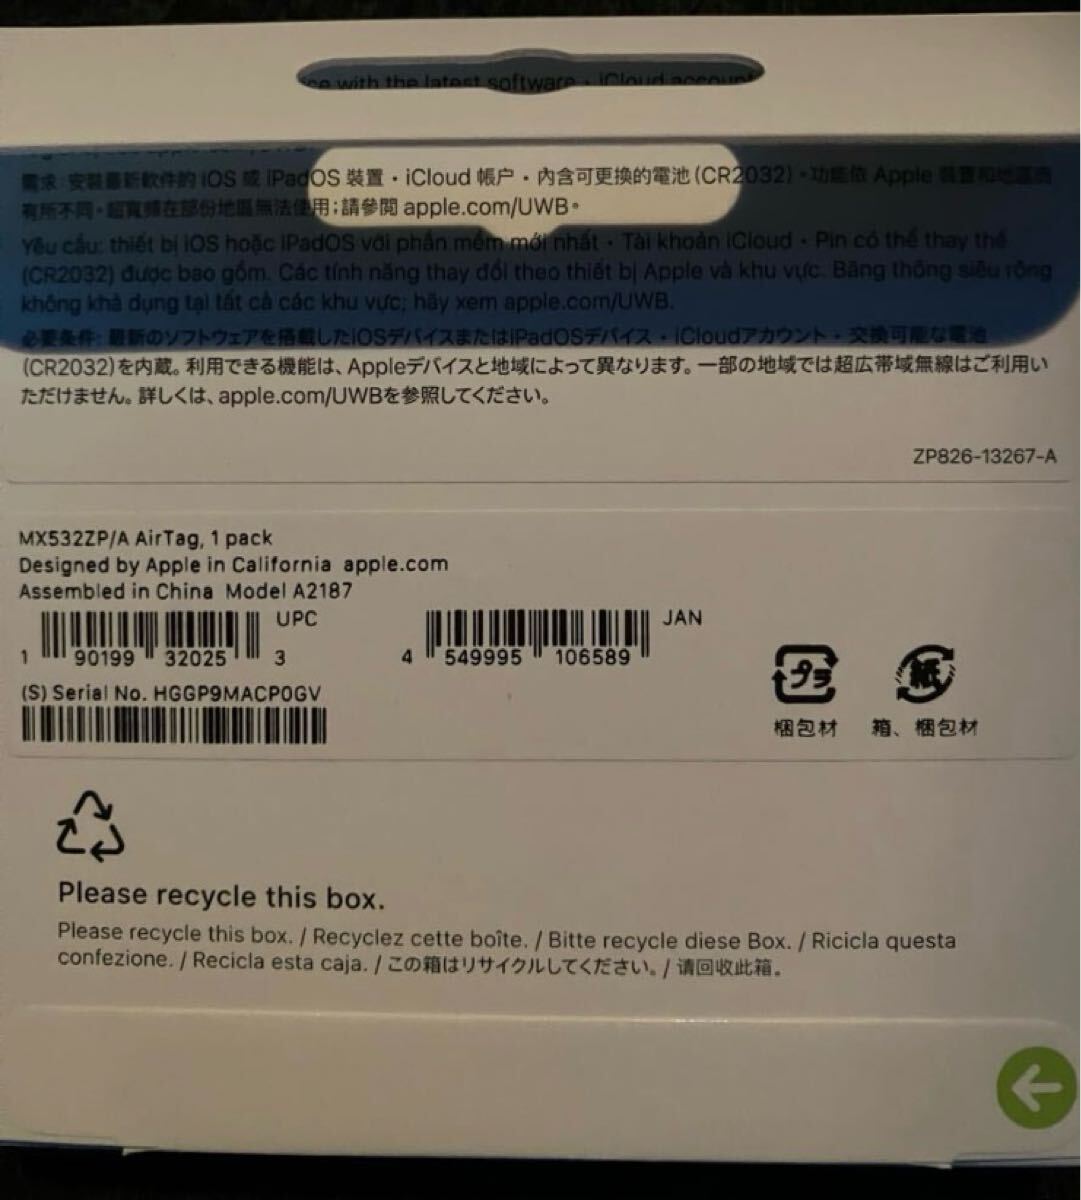 ce with the latest software · iCloud account
需求：安裝最新軟件的 iOS 或 iPadOS 裝置・iCloud 帳户・內含可更換的電池 (CR2032)・功能依 Apple 裝置和地區而
有所不同。超寬頻在部份地區無法使用；請參閱 apple.com/UWB。
Yêu cầu: thiết bị iOS hoặc iPadOS với phần mềm mới nhất · Tài khoản iCloud · Pin có thể thay thế
(CR2032) được bao gồm. Các tính năng thay đổi theo thiết bị Apple và khu vực. Băng thông siêu rộng
không khả dụng tại tất cả các khu vực; hãy xem apple.com/UWB.
必要条件: 最新のソフトウェアを搭載したiOSデバイスまたはiPadOSデバイス・iCloudアカウント・交換可能な電池
(CR2032)を内蔵。利用できる機能は、Appleデバイスと地域によって異なります。一部の地域では超広帯域無線はご利用い
ただけません。詳しくは、apple.com/UWBを参照してください。
ZP826-13267-A
MX532ZP/A AirTag, 1 pack
Designed by Apple in California apple.com
Assembled in China Model A2187
UPC
1 90199 32025 3
JAN
4 549995 106589
(S) Serial No. HGGP9MACP0GV
プラ
紙
梱包材
箱、梱包材
Please recycle this box.
Please recycle this box. / Recyclez cette boîte. / Bitte recycle diese Box. / Ricicla questa
confezione. / Recicla esta caja. / この箱はリサイクルしてください。/ 请回收此箱。